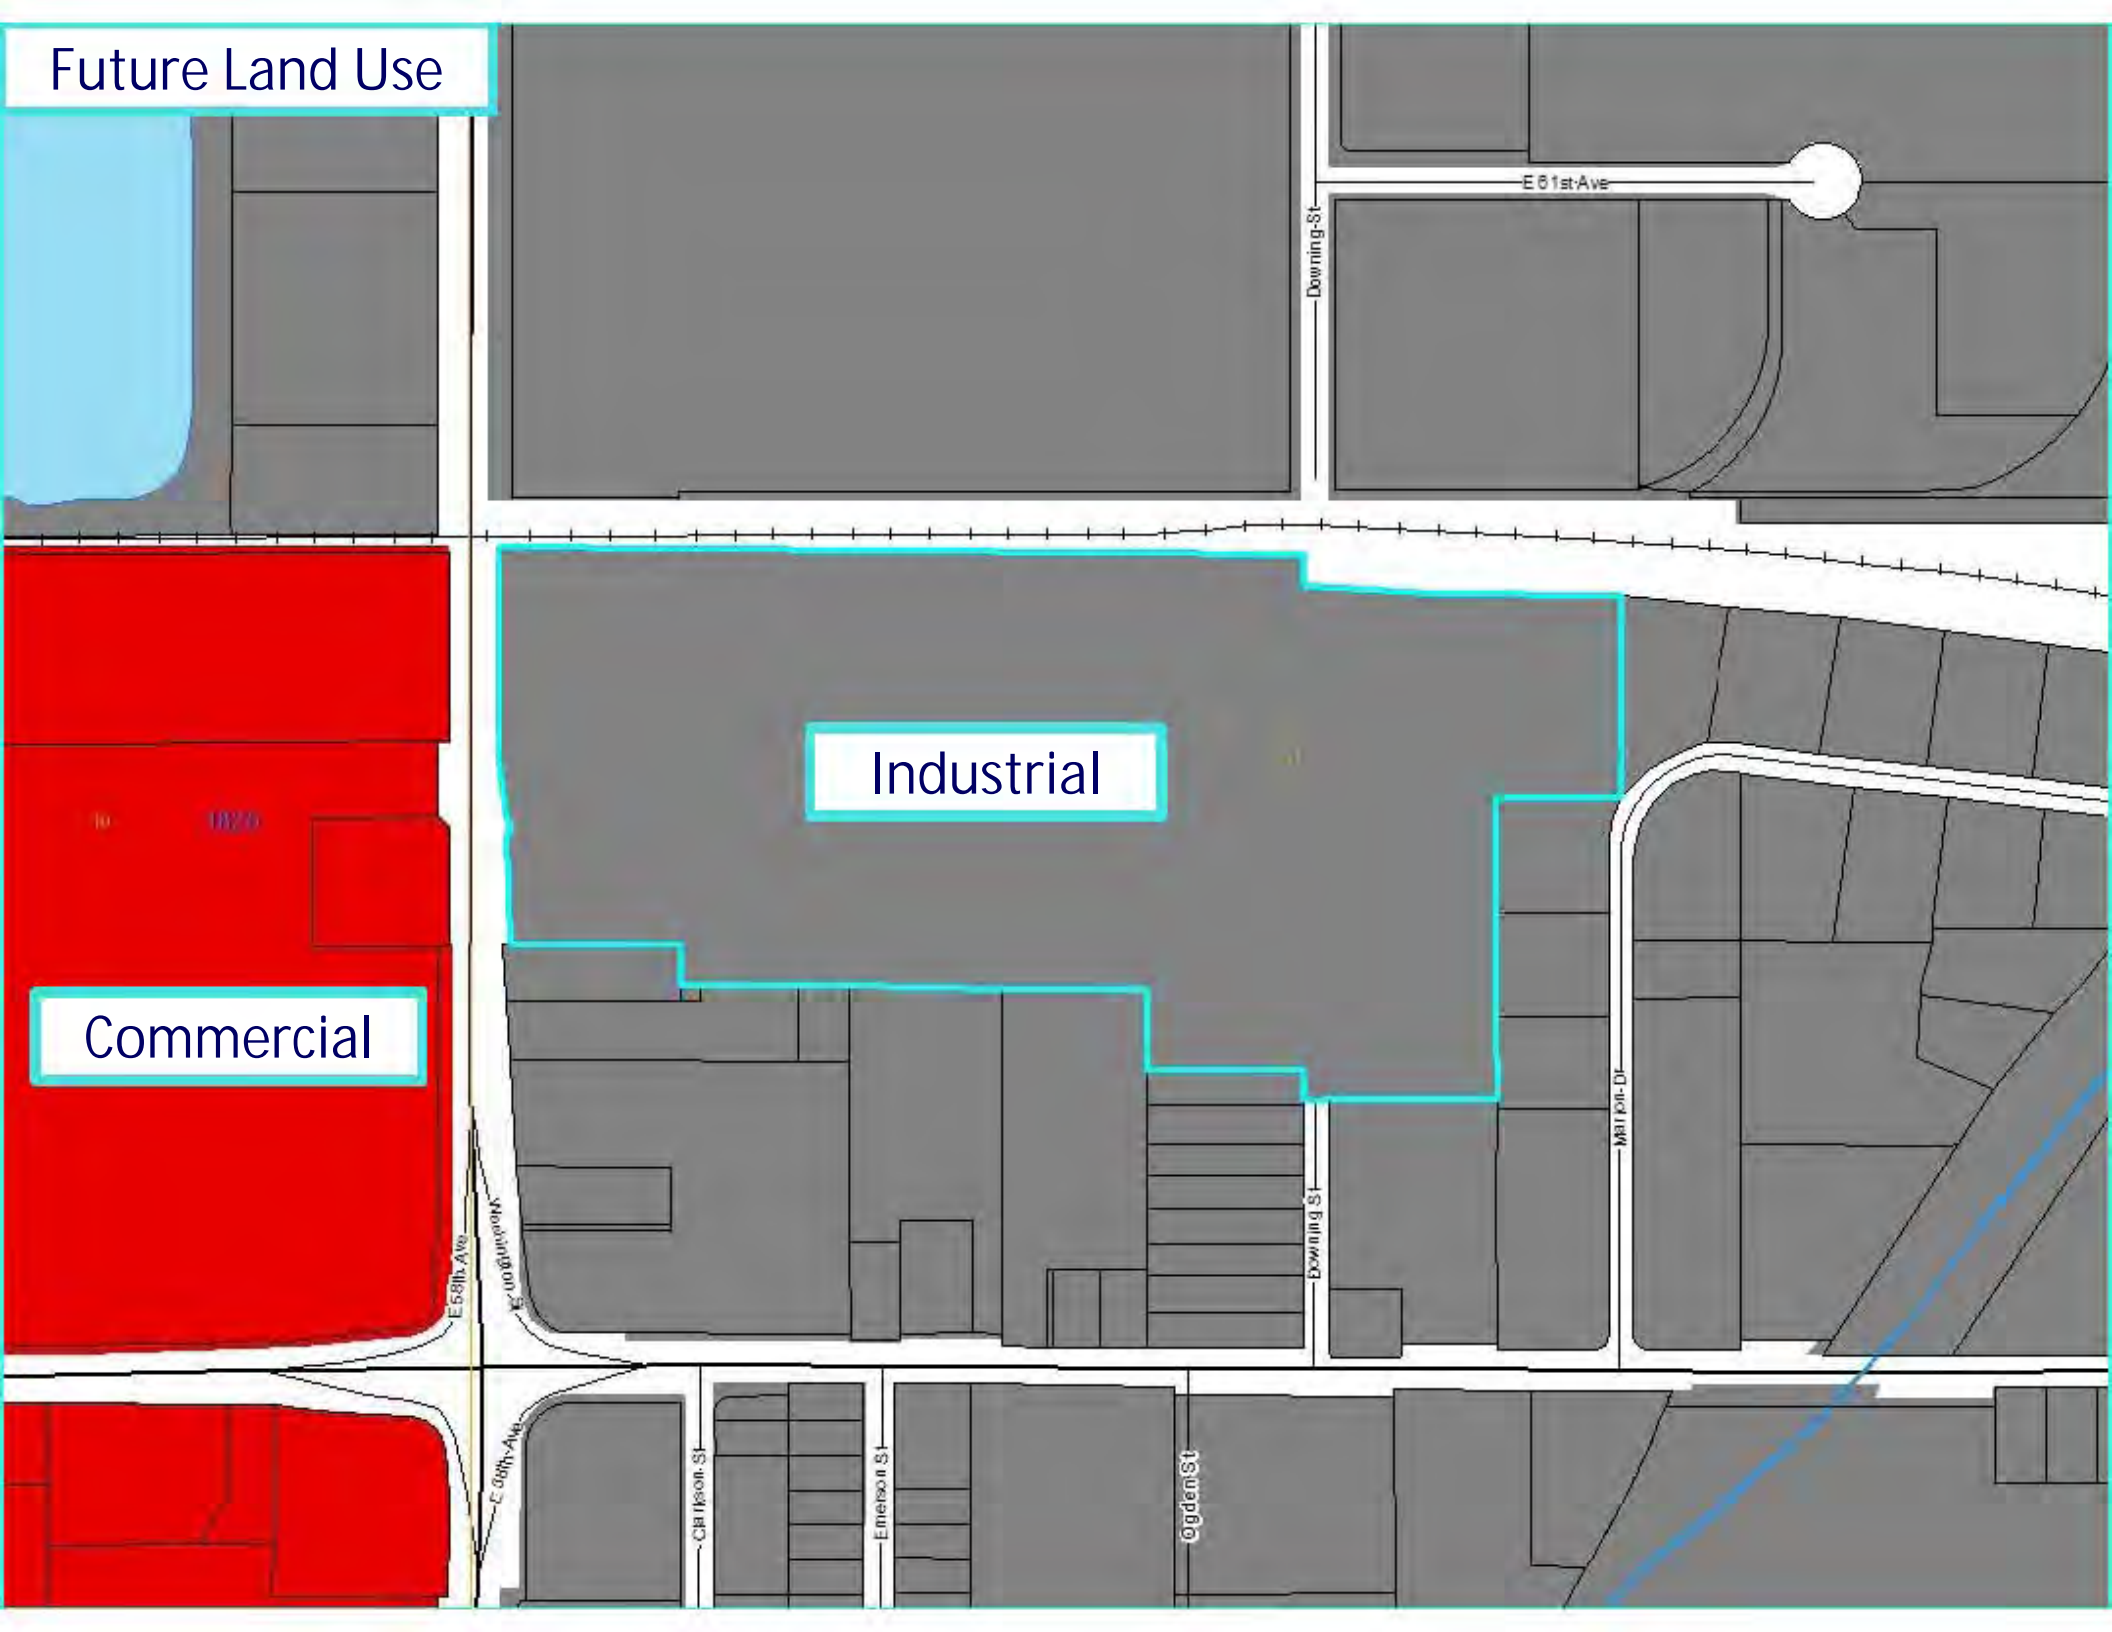 Future Land Use
E 61st Ave
Downing St
Industrial
Commercial
Marion Dr
Downing St
E 58th Ave
Washington St
E 58th Ave
Clarkson St
Emerson St
Ogden St